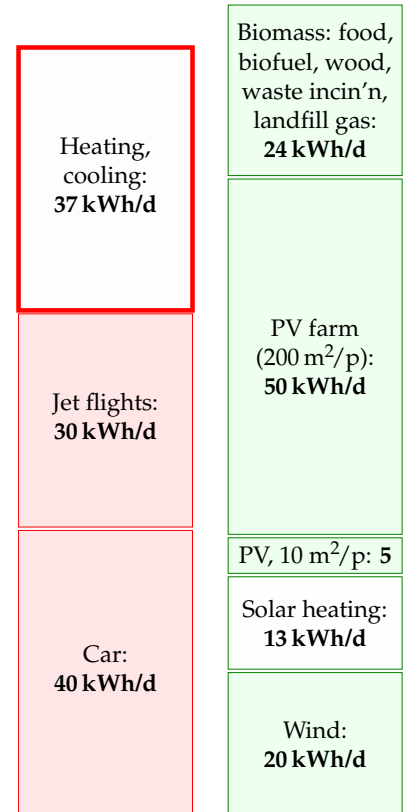 Heating,
cooling:
37 kWh/d
Jet flights:
30 kWh/d
Car:
40 kWh/d
Biomass: food,
biofuel, wood,
waste incin’n,
landfill gas:
24 kWh/d
PV farm
(200 m²/p):
50 kWh/d
PV, 10 m²/p: 5
Solar heating:
13 kWh/d
Wind:
20 kWh/d